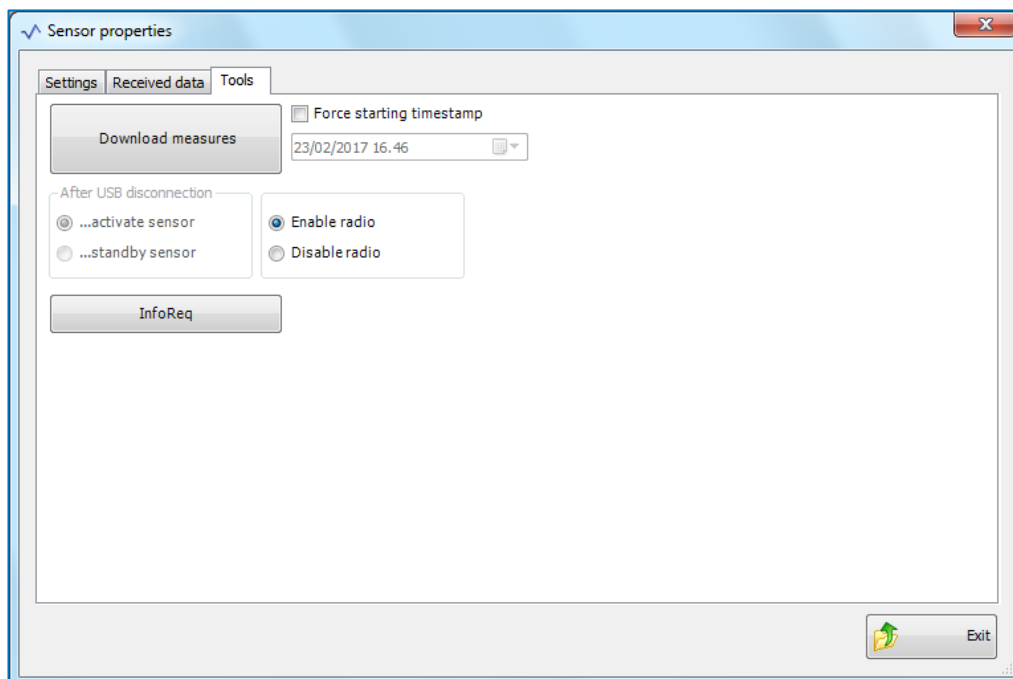 Sensor properties
Settings
Received data
Tools
Download measures
Force starting timestamp
23/02/2017 16.46
After USB disconnection
...activate sensor
...standby sensor
Enable radio
Disable radio
InfoReq
Exit